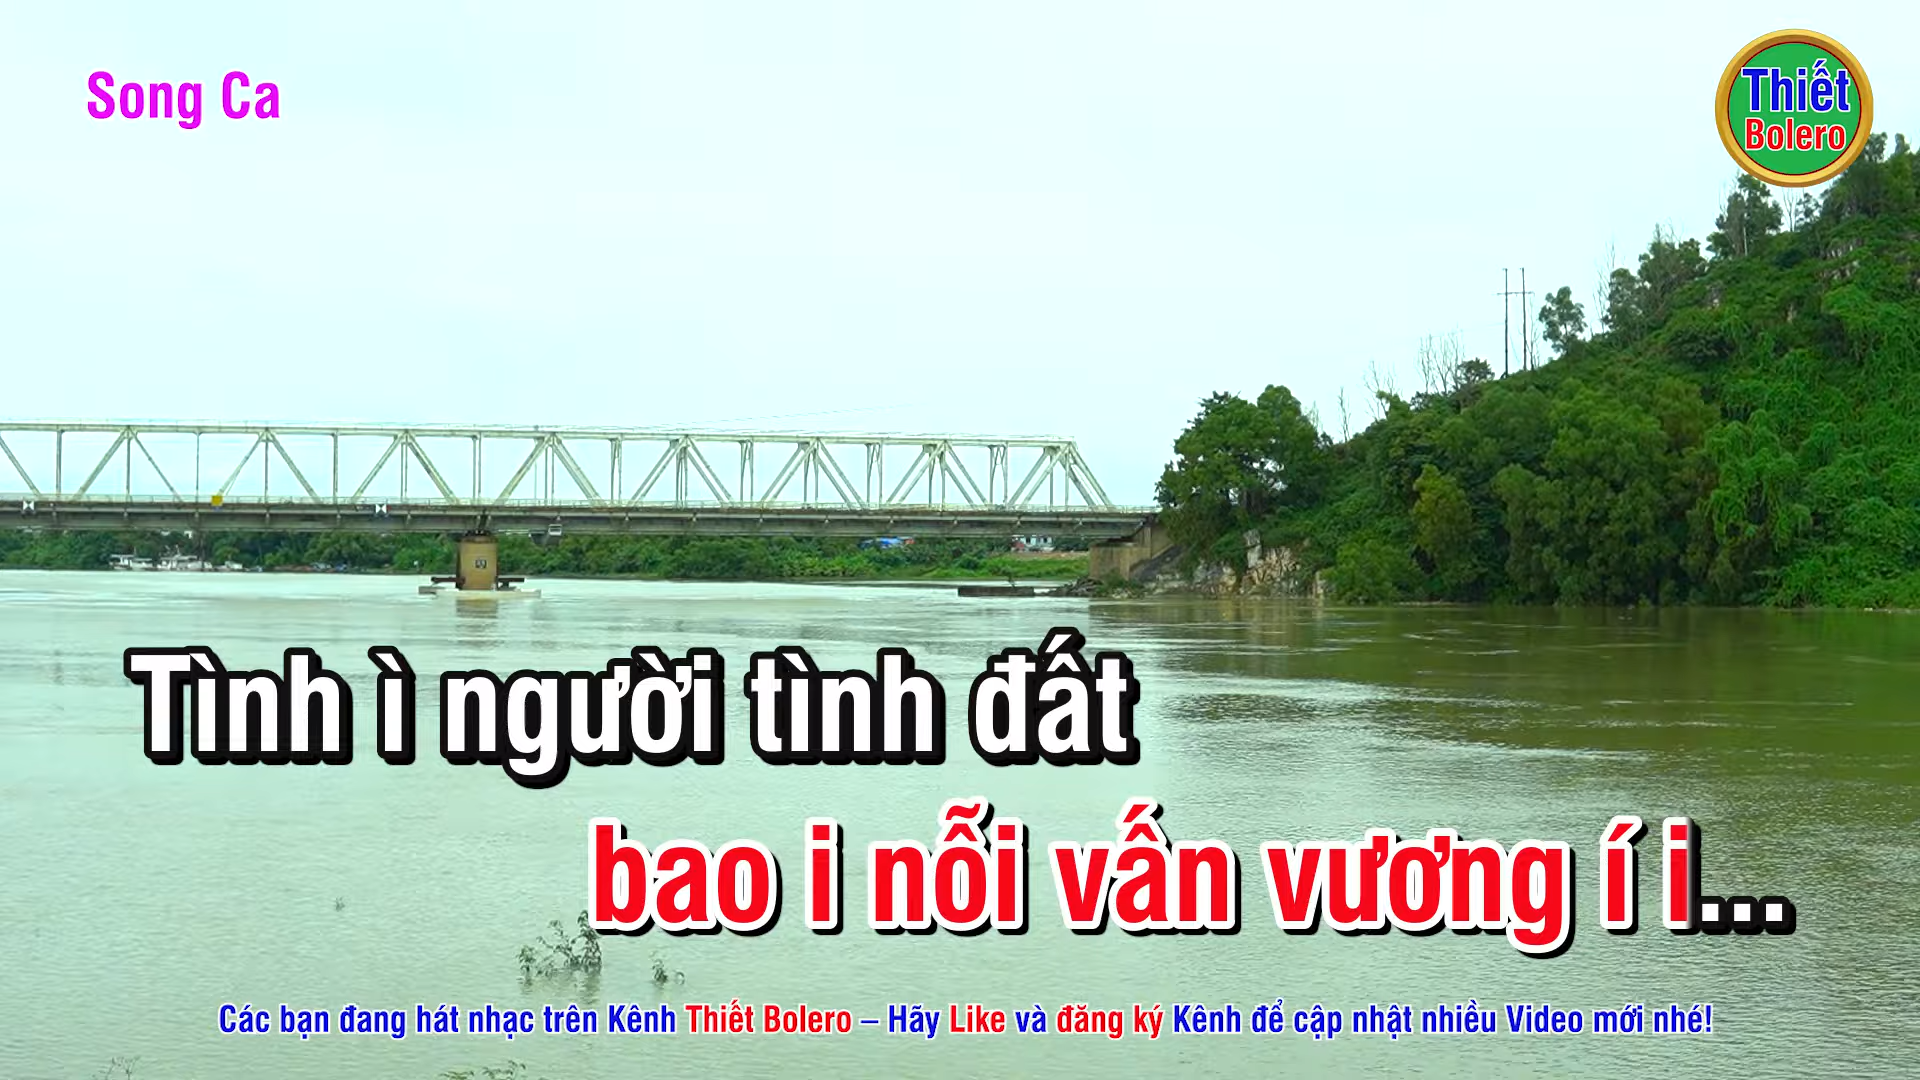 Song Ca
Thiết
Bolero
Tình ì người tình đất
bao i nỗi vấn vương í i...
Các bạn đang hát nhạc trên Kênh Thiết Bolero – Hãy Like và đăng ký Kênh để cập nhật nhiều Video mới nhé!